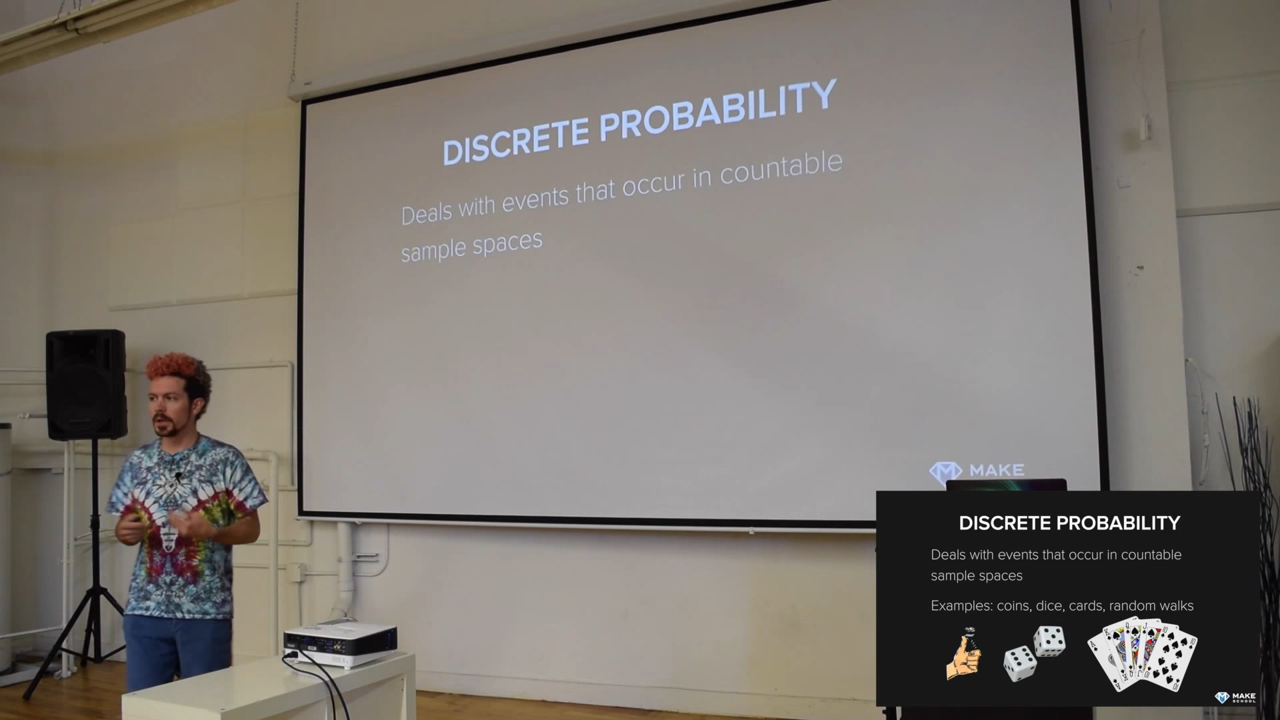 DISCRETE PROBABILITY
Deals with events that occur in countable
sample spaces
MAKE
DISCRETE PROBABILITY
Deals with events that occur in countable
sample spaces
Examples: coins, dice, cards, random walks
MAKE
SCHOOL